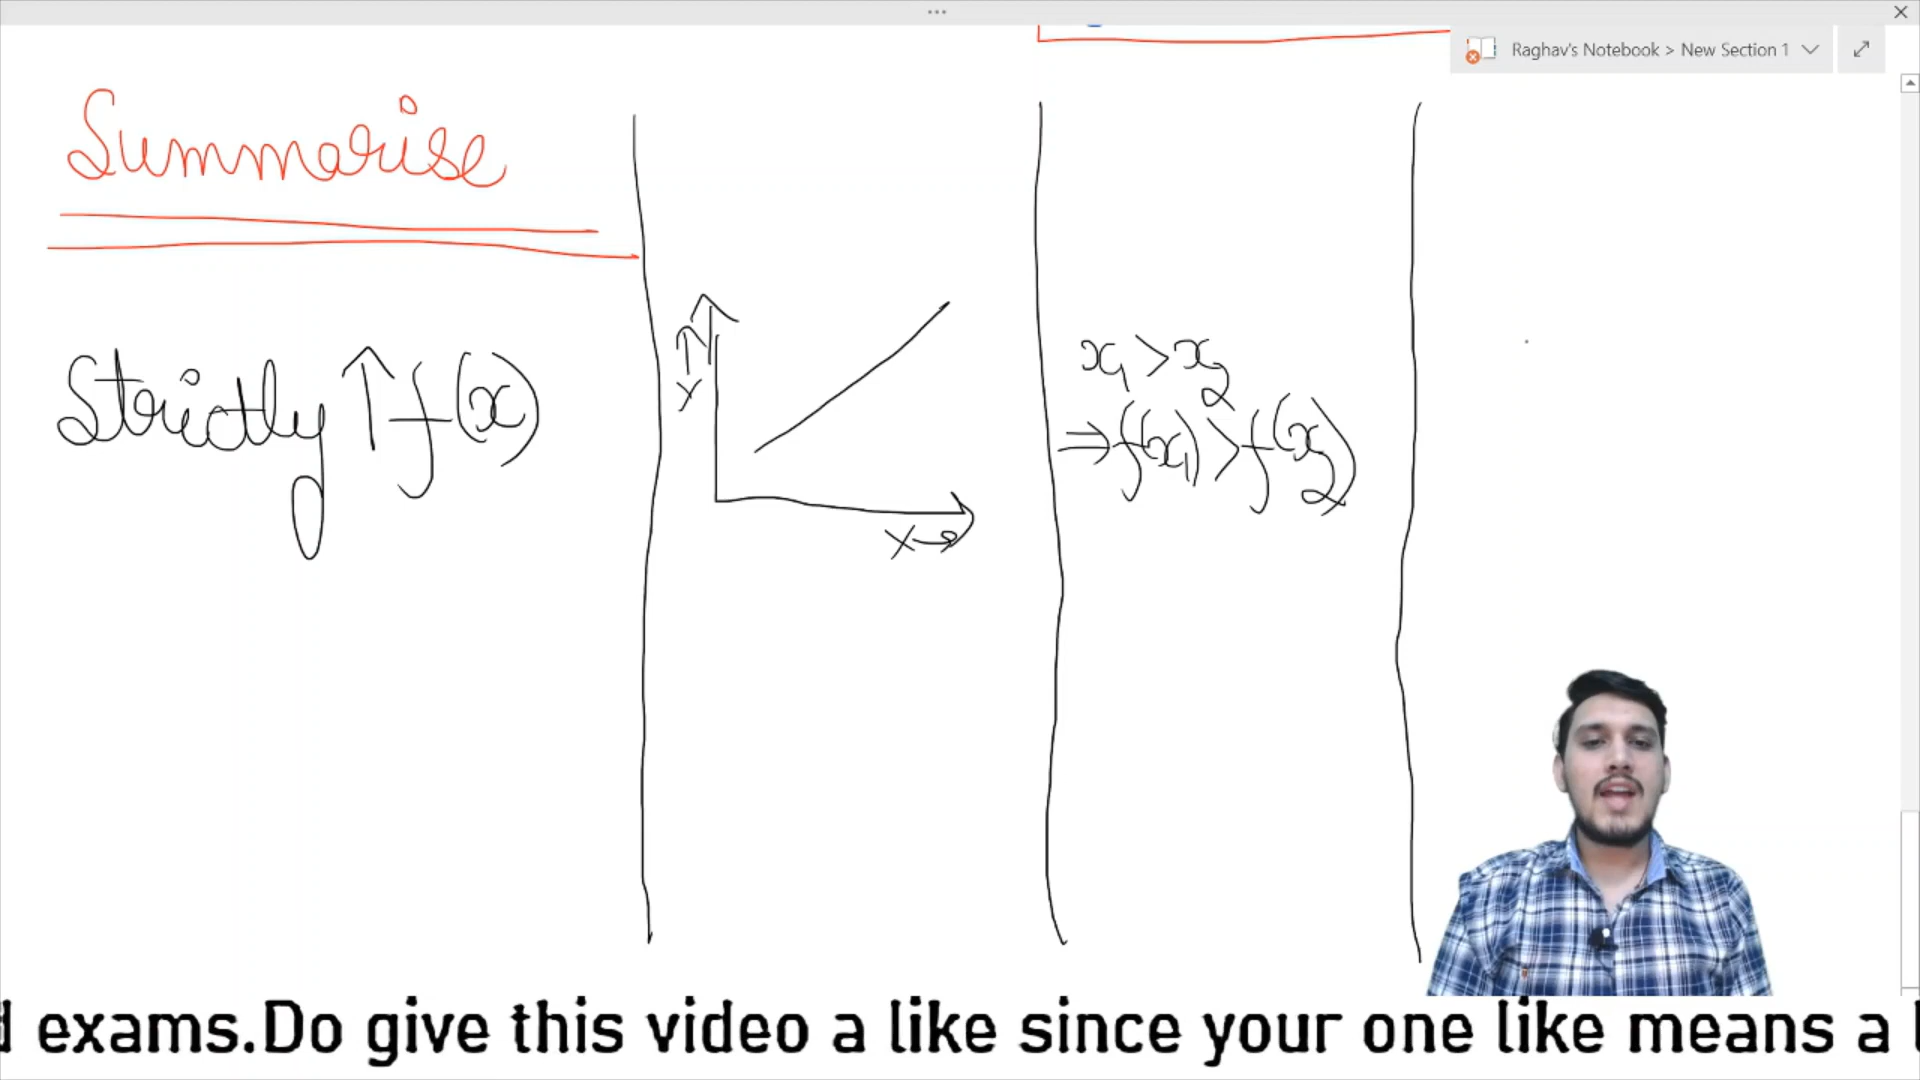 Raghav's Notebook > New Section 1
Summarise
Strictly ↑ f(x)
Y→
X→
x₁ > x₂
⇒ f(x₁) > f(x₂)
exams.Do give this video a like since your one like means a